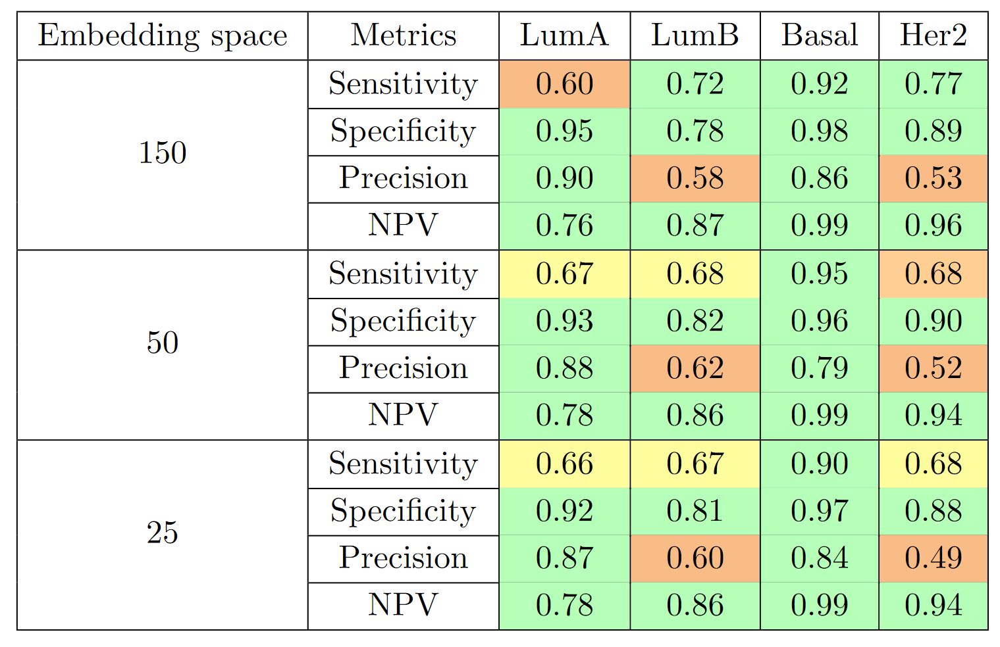 Embedding space Metrics LumA LumB Basal Her2
150 Sensitivity 0.60 0.72 0.92 0.77
Specificity 0.95 0.78 0.98 0.89
Precision 0.90 0.58 0.86 0.53
NPV 0.76 0.87 0.99 0.96
50 Sensitivity 0.67 0.68 0.95 0.68
Specificity 0.93 0.82 0.96 0.90
Precision 0.88 0.62 0.79 0.52
NPV 0.78 0.86 0.99 0.94
25 Sensitivity 0.66 0.67 0.90 0.68
Specificity 0.92 0.81 0.97 0.88
Precision 0.87 0.60 0.84 0.49
NPV 0.78 0.86 0.99 0.94